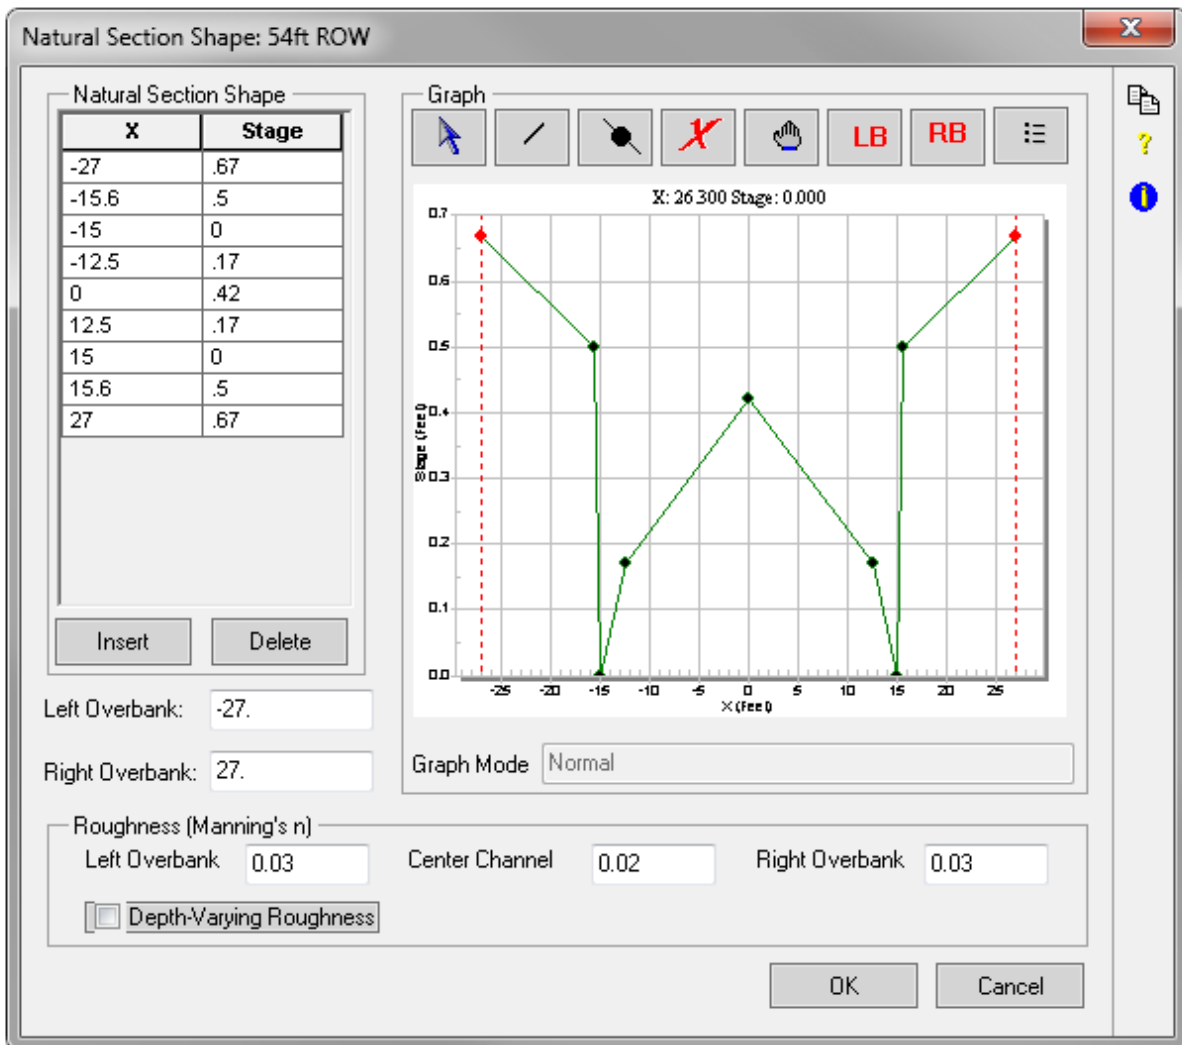 Natural Section Shape: 54ft ROW
X
Natural Section Shape
X Stage
-27 .67
-15.6 .5
-15 0
-12.5 .17
0 .42
12.5 .17
15 0
15.6 .5
27 .67
Insert Delete
Left Overbank: -27.
Right Overbank: 27.
Graph
X LB RB
X: 26.300 Stage: 0.000
0.7
0.6
0.5
0.4
0.3
0.2
0.1
0.0
Stage (Feet)
-25 -20 -15 -10 -5 0 5 10 15 20 25
X (Feet)
Graph Mode Normal
?
i
Roughness (Manning's n)
Left Overbank 0.03 Center Channel 0.02 Right Overbank 0.03
Depth-Varying Roughness
OK Cancel